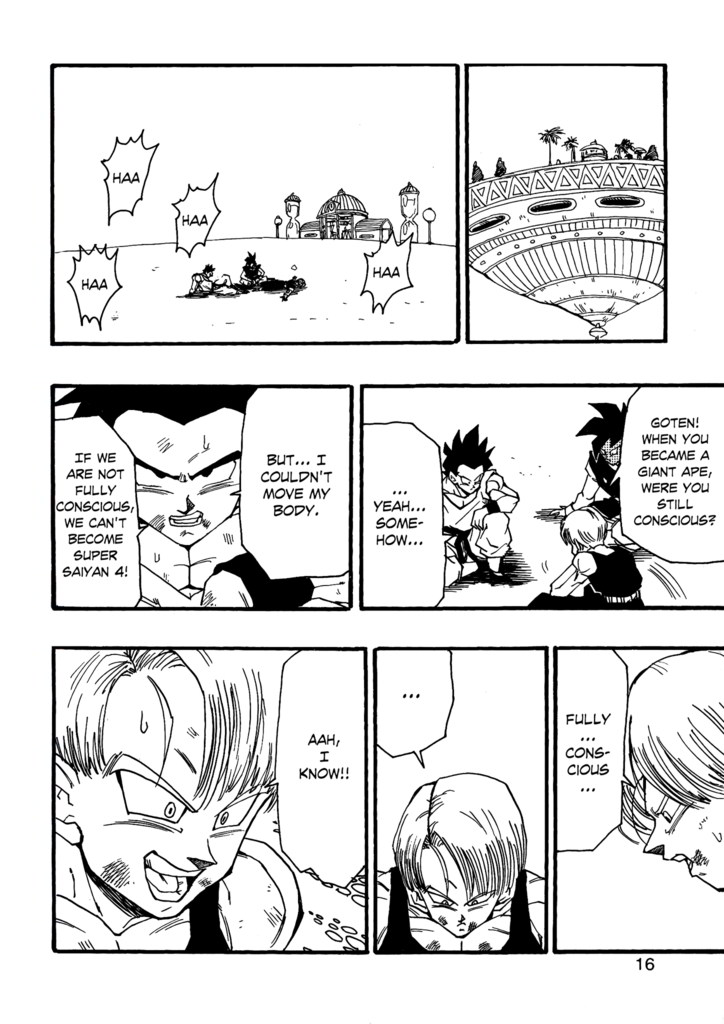 HAA
HAA
HAA
HAA
GOTEN!
WHEN YOU
BECAME A
GIANT APE,
WERE YOU
STILL
CONSCIOUS?
...
YEAH...
SOME-
HOW...
BUT... I
COULDN'T
MOVE MY
BODY.
IF WE
ARE NOT
FULLY
CONSCIOUS,
WE CAN'T
BECOME
SUPER
SAIYAN 4!
FULLY
...
CONS-
CIOUS
...
...
AAH,
I
KNOW!!
16